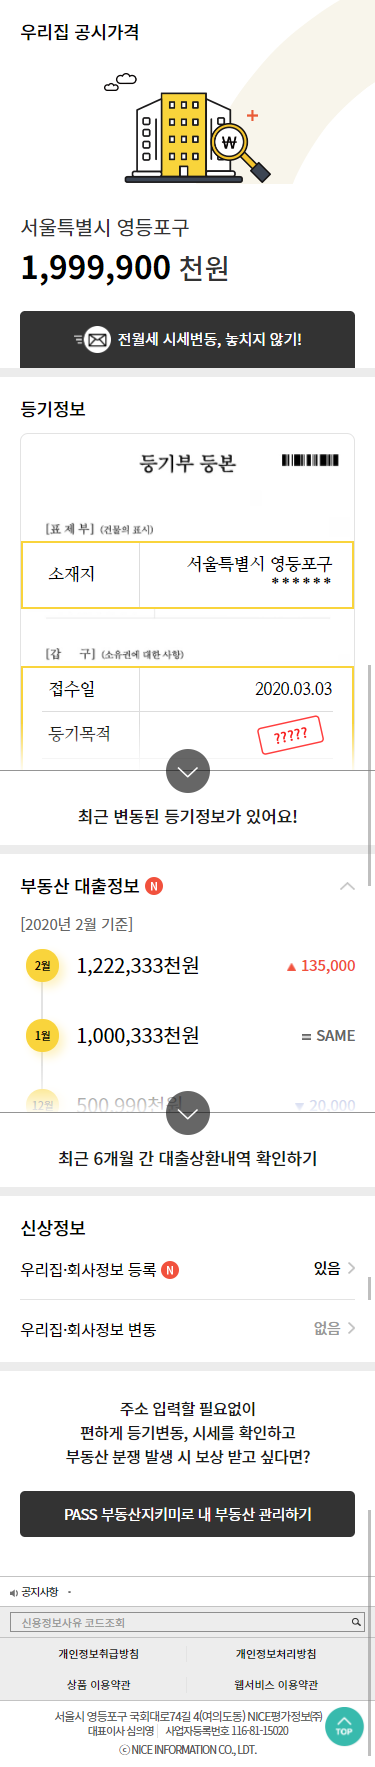 우리집 공시가격
₩
서울특별시 영등포구
1,999,900 천원
전월세 시세변동, 놓치지 않기!
등기정보
등기부 등본
[표 제 부] (건물의 표시)
소재지
서울특별시 영등포구
******
[갑 구] (소유권에 대한 사항)
접수일 2020.03.03
등기목적 ?????
최근 변동된 등기정보가 있어요!
부동산 대출정보 N
[2020년 2월 기준]
2월 1,222,333천원 ▲ 135,000
1월 1,000,333천원 = SAME
12월 500,990천원 ▼ 20,000
최근 6개월 간 대출상환내역 확인하기
신상정보
우리집·회사정보 등록 N 있음
우리집·회사정보 변동 없음
주소 입력할 필요없이
편하게 등기변동, 시세를 확인하고
부동산 분쟁 발생 시 보상 받고 싶다면?
PASS 부동산지키미로 내 부동산 관리하기
공지사항 ·
신용정보사유 코드조회
개인정보취급방침 개인정보처리방침
상품 이용약관 웹서비스 이용약관
서울시 영등포구 국회대로74길 4(여의도동) NICE평가정보㈜
대표이사 심의영 사업자등록번호 116-81-15020
ⓒ NICE INFORMATION CO., LDT.
TOP